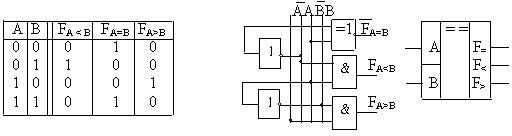 A B F_A<B F_A=B F_A>B
0 0 0 1 0
0 1 1 0 0
1 0 0 0 1
1 1 0 1 0
A̅ A B̅ B
=1 F̅_A=B
1
& F_A<B
1
& F_A>B
==
A F=
F<
B F>